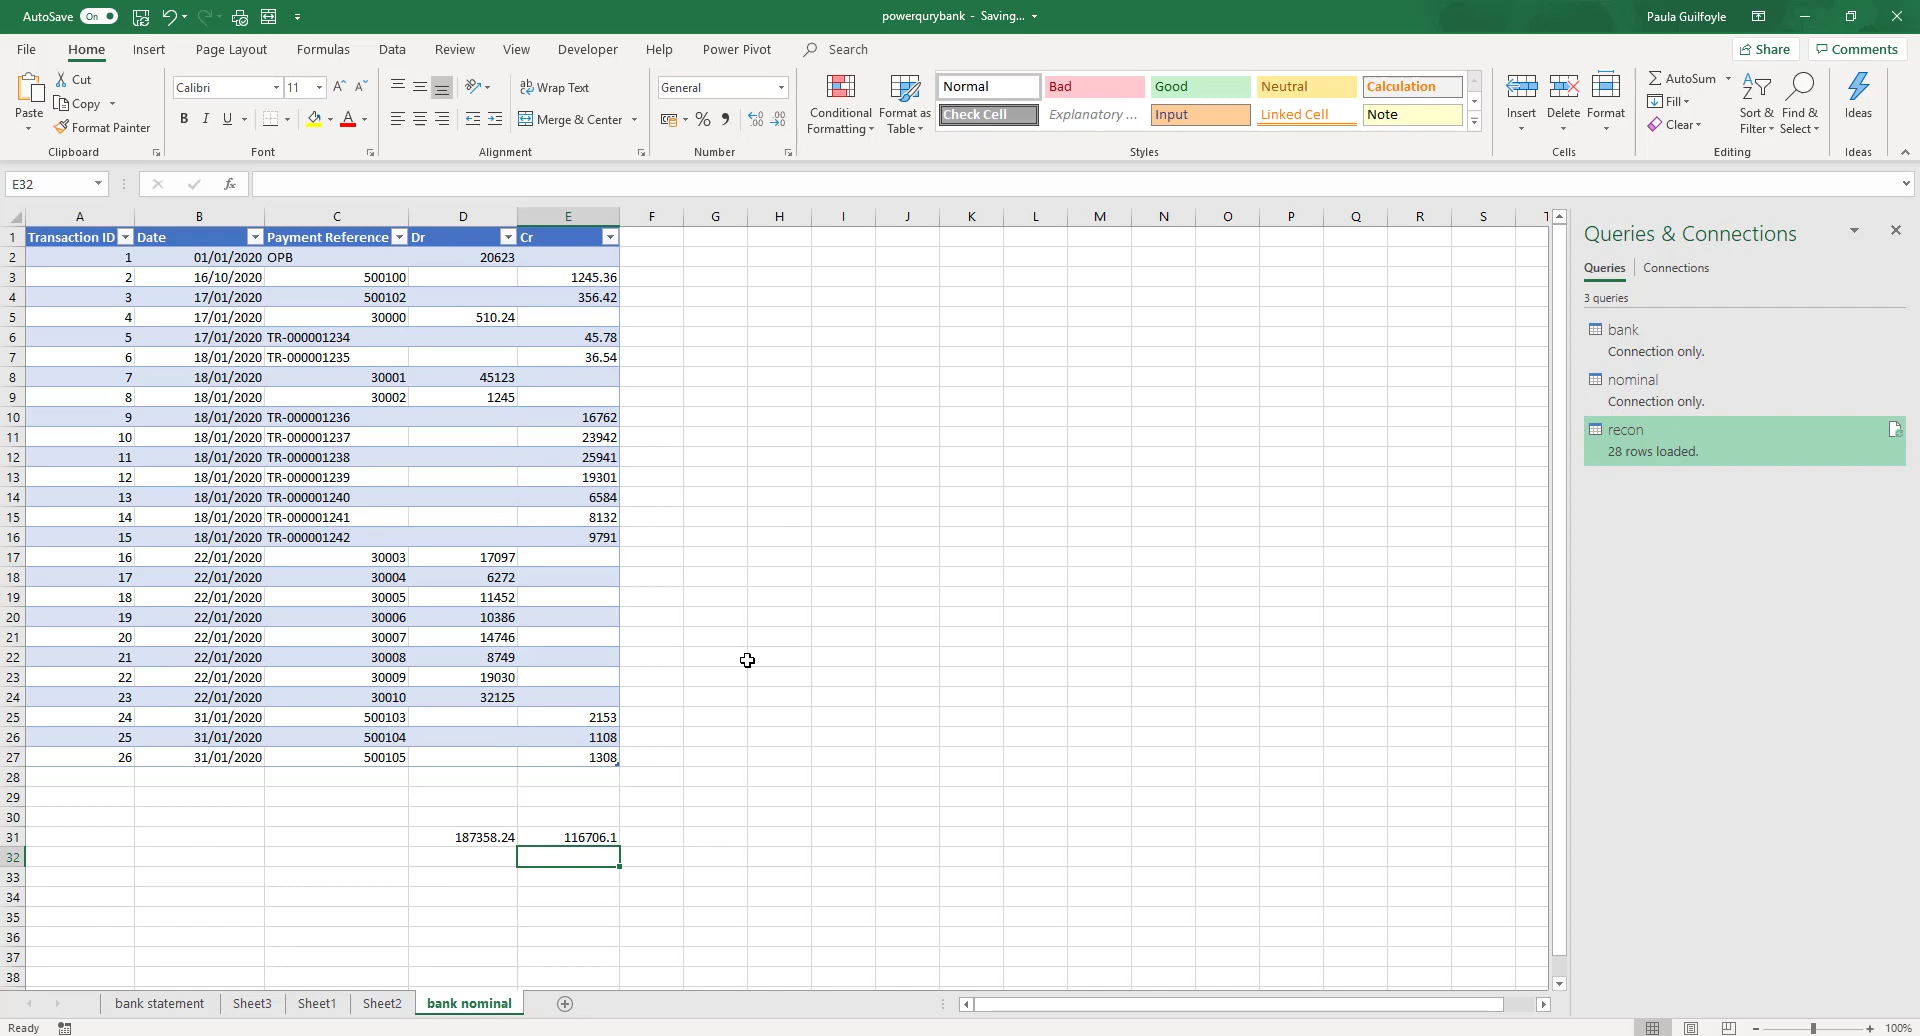 AutoSave On powerqurybank - Saving... Paula Guilfoyle
File Home Insert Page Layout Formulas Data Review View Developer Help Power Pivot Search Share Comments
Paste Cut Copy Format Painter Clipboard
Calibri 11 B I U A A A Font
ab Wrap Text Merge & Center Alignment
General % Number
Conditional Formatting Format as Table
Normal Bad Good Neutral Calculation
Check Cell Explanatory ... Input Linked Cell Note
Styles
Insert Delete Format Cells
AutoSum Fill Clear Sort & Filter Find & Select Editing
Ideas Ideas
E32 fx
A B C D E F G H I J K L M N O P Q R S T
1 Transaction ID Date Payment Reference Dr Cr
2 1 01/01/2020 OPB 20623
3 2 16/10/2020 500100 1245.36
4 3 17/01/2020 500102 356.42
5 4 17/01/2020 30000 510.24
6 5 17/01/2020 TR-000001234 45.78
7 6 18/01/2020 TR-000001235 36.54
8 7 18/01/2020 30001 45123
9 8 18/01/2020 30002 1245
10 9 18/01/2020 TR-000001236 16762
11 10 18/01/2020 TR-000001237 23942
12 11 18/01/2020 TR-000001238 25941
13 12 18/01/2020 TR-000001239 19301
14 13 18/01/2020 TR-000001240 6584
15 14 18/01/2020 TR-000001241 8132
16 15 18/01/2020 TR-000001242 9791
17 16 22/01/2020 30003 17097
18 17 22/01/2020 30004 6272
19 18 22/01/2020 30005 11452
20 19 22/01/2020 30006 10386
21 20 22/01/2020 30007 14746
22 21 22/01/2020 30008 8749
23 22 22/01/2020 30009 19030
24 23 22/01/2020 30010 32125
25 24 31/01/2020 500103 2153
26 25 31/01/2020 500104 1108
27 26 31/01/2020 500105 1308
28
29
30
31 187358.24 116706.1
32
33
34
35
36
37
38
Queries & Connections
Queries Connections
3 queries
bank
Connection only.
nominal
Connection only.
recon
28 rows loaded.
bank statement Sheet3 Sheet1 Sheet2 bank nominal
Ready 100%